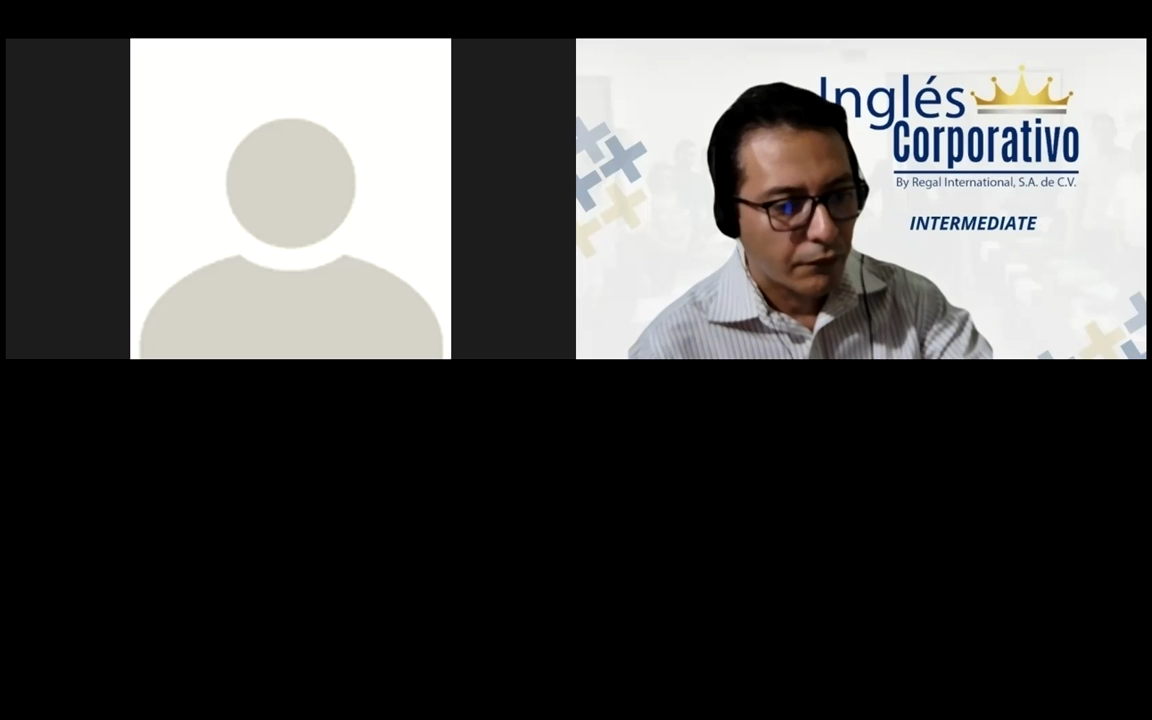 Inglés
Corporativo
By Regal International, S.A. de C.V.
INTERMEDIATE